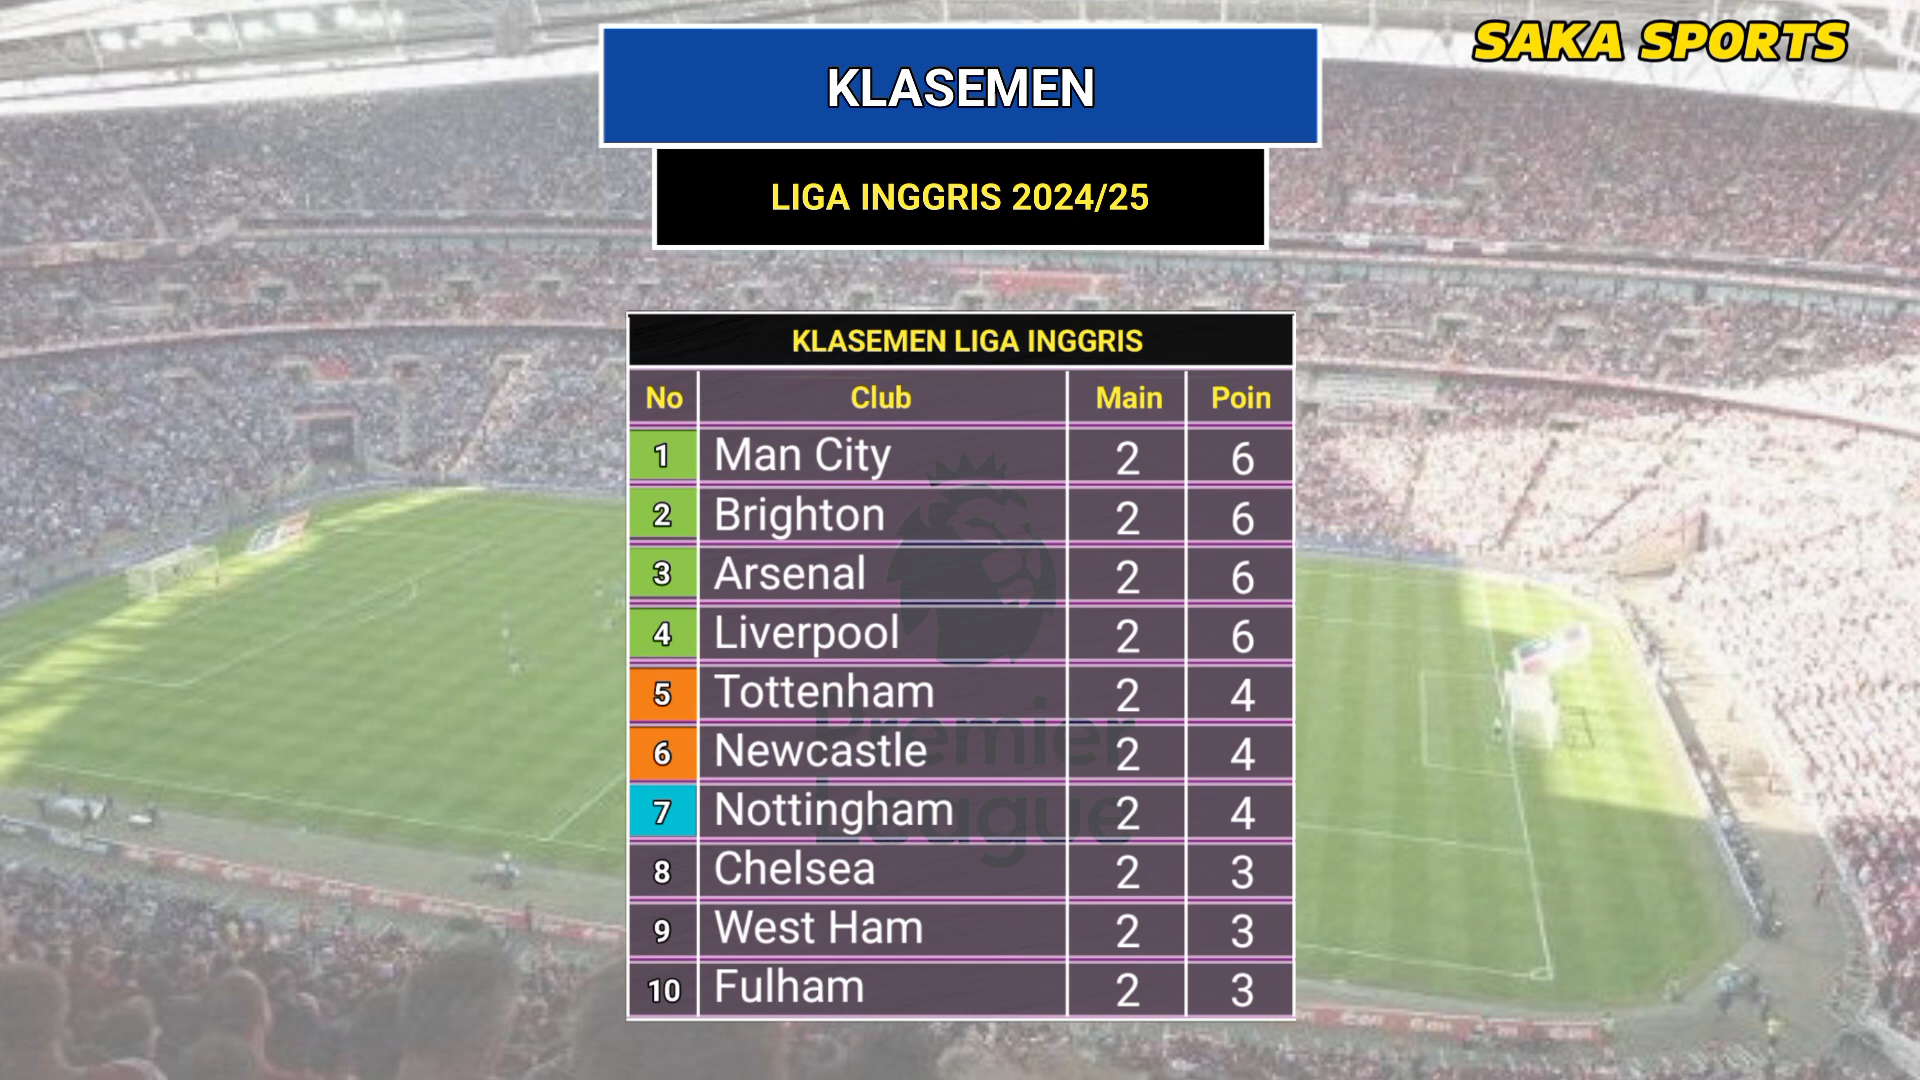 SAKA SPORTS
KLASEMEN
LIGA INGGRIS 2024/25
KLASEMEN LIGA INGGRIS
No Club Main Poin
1 Man City 2 6
2 Brighton 2 6
3 Arsenal 2 6
4 Liverpool 2 6
5 Tottenham 2 4
6 Newcastle 2 4
7 Nottingham 2 4
8 Chelsea 2 3
9 West Ham 2 3
10 Fulham 2 3
Premier
League